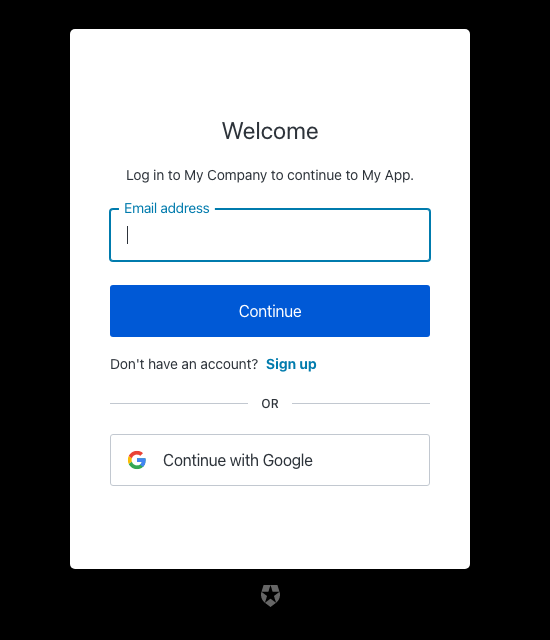 Welcome
Log in to My Company to continue to My App.
Email address
Continue
Don't have an account? Sign up
OR
Continue with Google